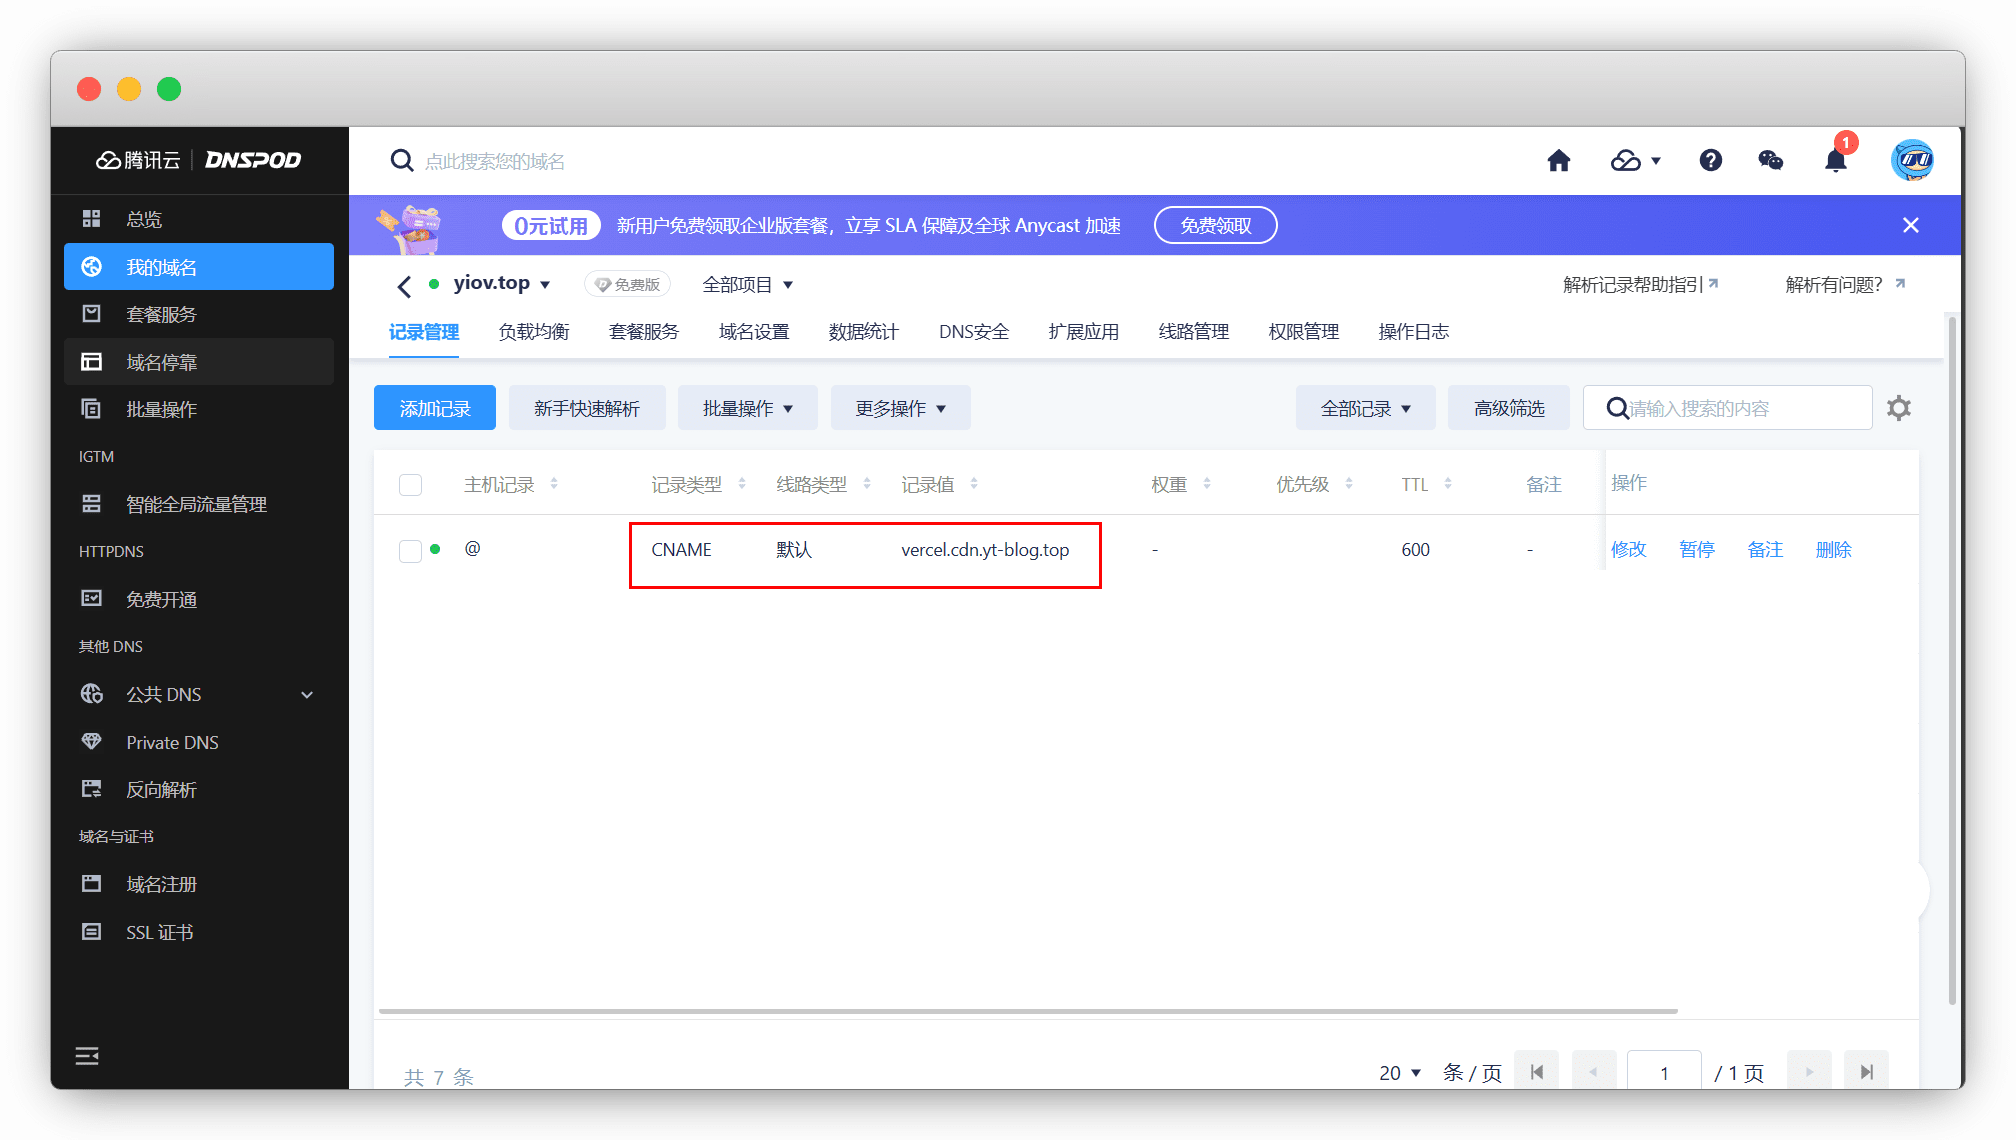 腾讯云 DNSPOD
点此搜索您的域名
1
总览
我的域名
套餐服务
域名停靠
批量操作
IGTM
智能全局流量管理
HTTPDNS
免费开通
其他 DNS
公共 DNS
Private DNS
反向解析
域名与证书
域名注册
SSL 证书
0元试用 新用户免费领取企业版套餐，立享 SLA 保障及全球 Anycast 加速 免费领取
yiov.top 免费版 全部项目 解析记录帮助指引 解析有问题?
记录管理 负载均衡 套餐服务 域名设置 数据统计 DNS安全 扩展应用 线路管理 权限管理 操作日志
添加记录 新手快速解析 批量操作 更多操作 全部记录 高级筛选 请输入搜索的内容
主机记录 记录类型 线路类型 记录值 权重 优先级 TTL 备注 操作
@ CNAME 默认 vercel.cdn.yt-blog.top - 600 - 修改 暂停 备注 删除
共 7 条 20 条 / 页 1 / 1 页